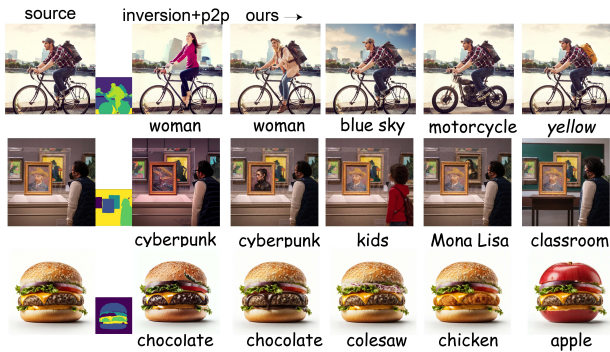 source inversion+p2p ours
woman woman blue sky motorcycle yellow
cyberpunk cyberpunk kids Mona Lisa classroom
chocolate chocolate colesaw chicken apple